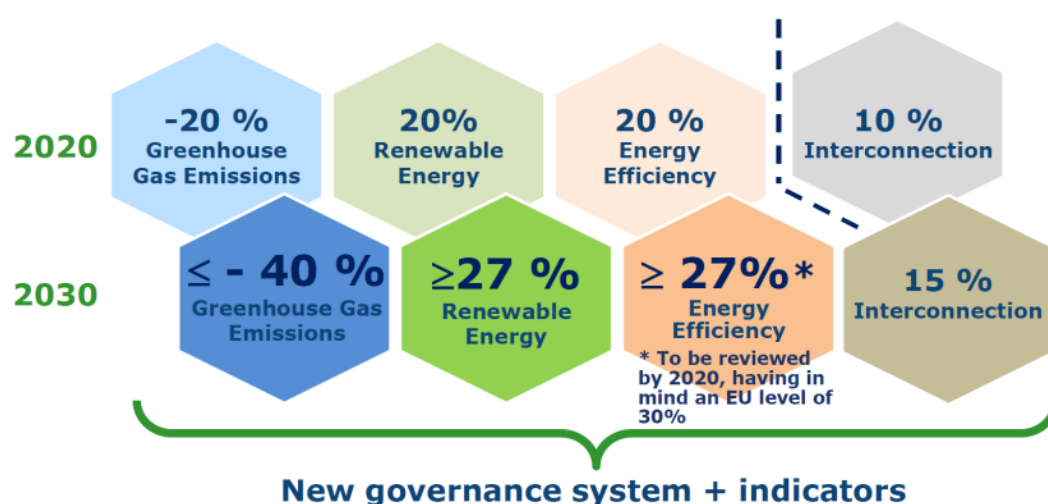 2020
-20 %
Greenhouse
Gas Emissions
20%
Renewable
Energy
20 %
Energy
Efficiency
10 %
Interconnection
2030
≤ - 40 %
Greenhouse Gas
Emissions
≥27 %
Renewable
Energy
≥ 27%*
Energy
Efficiency
* To be reviewed
by 2020, having in
mind an EU level of
30%
15 %
Interconnection
New governance system + indicators